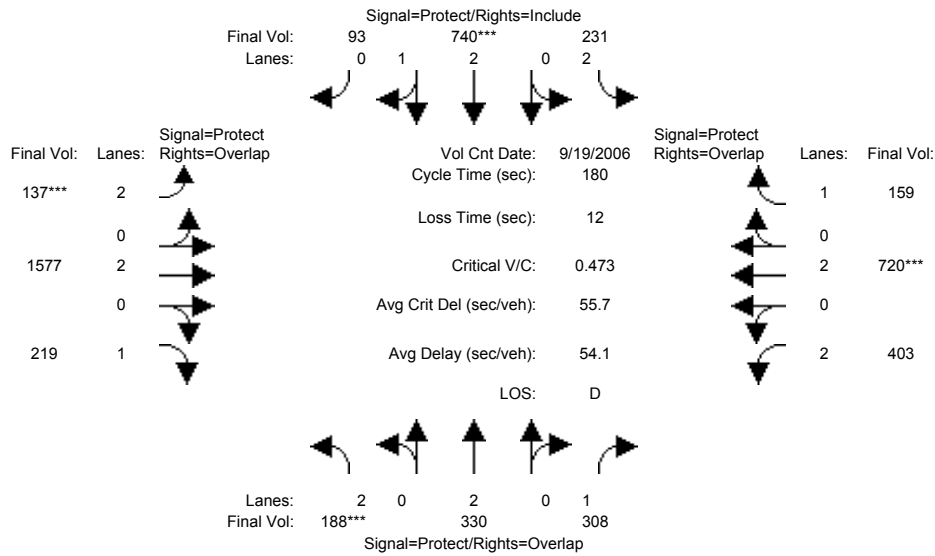 Signal=Protect/Rights=Include
Final Vol: 93 740*** 231
Lanes: 0 1 2 0 2
Signal=Protect
Final Vol: Lanes: Rights=Overlap
Vol Cnt Date: 9/19/2006
Signal=Protect
Rights=Overlap Lanes: Final Vol:
Cycle Time (sec): 180
137*** 2
1 159
Loss Time (sec): 12
0
0
1577 2
Critical V/C: 0.473
2 720***
0
Avg Crit Del (sec/veh): 55.7
0
219 1
Avg Delay (sec/veh): 54.1
2 403
LOS: D
Lanes: 2 0 2 0 1
Final Vol: 188*** 330 308
Signal=Protect/Rights=Overlap